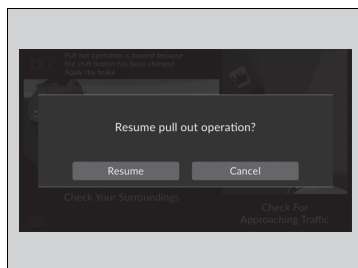 Pull out operation is paused because
the shift button has been changed
Apply the brake
Resume pull out operation?
Resume
Cancel
Check Your Surroundings
Check For
Approaching Traffic